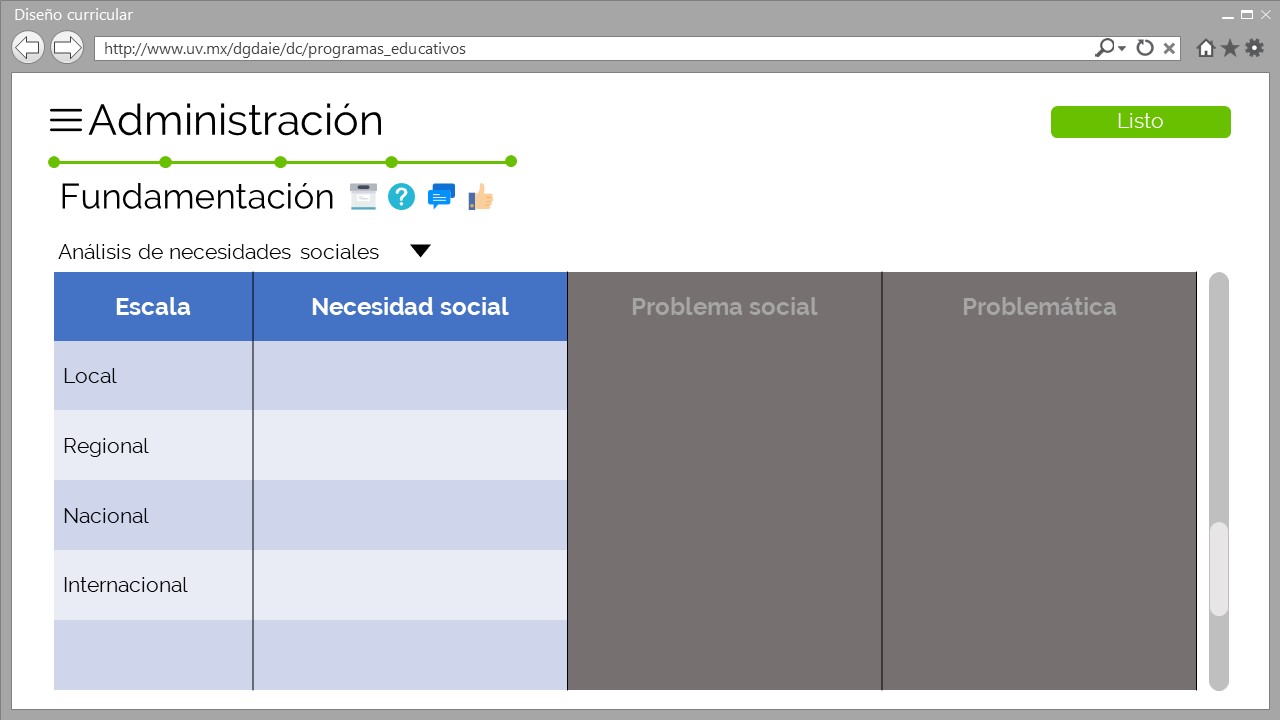 Diseño curricular
http://www.uv.mx/dgdaie/dc/programas_educativos
Administración
Listo
Fundamentación
?
Análisis de necesidades sociales
Escala Necesidad social Problema social Problemática
Local
Regional
Nacional
Internacional